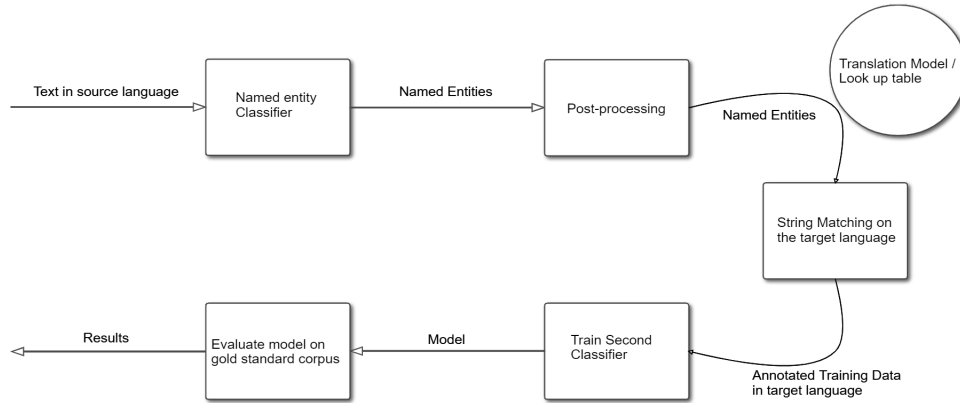 Text in source language
Named entity
Classifier
Named Entities
Post-processing
Named Entities
Translation Model /
Look up table
String Matching on
the target language
Annotated Training Data
in target language
Train Second
Classifier
Model
Evaluate model on
gold standard corpus
Results